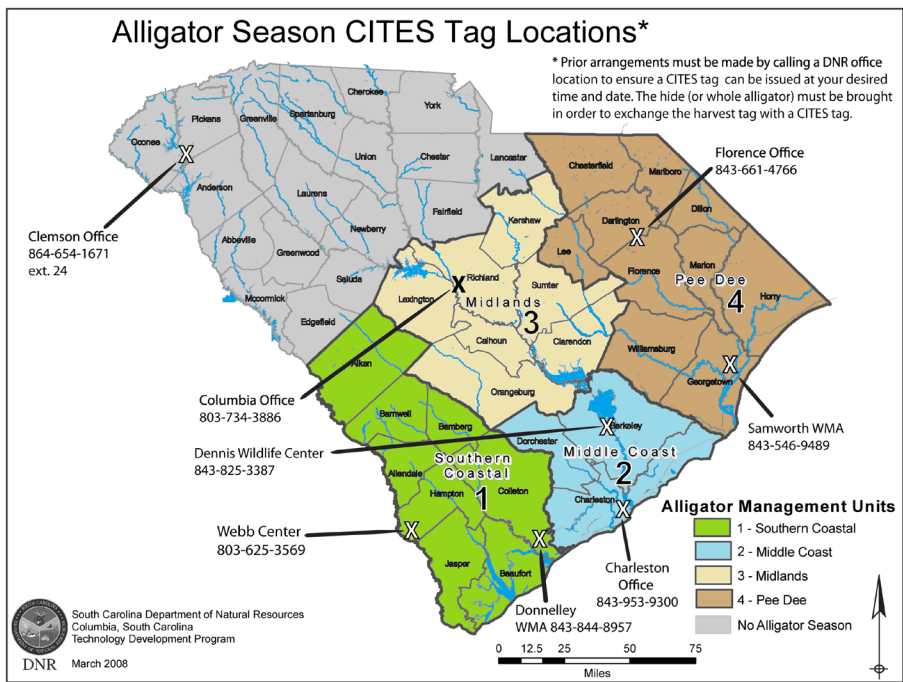 Alligator Season CITES Tag Locations*
* Prior arrangements must be made by calling a DNR office
location to ensure a CITES tag can be issued at your desired
time and date. The hide (or whole alligator) must be brought
in order to exchange the harvest tag with a CITES tag.
Cherokee
York
Spartanburg
Greenville
Pickens
Oconee
Union
Chester
Lancaster
Chesterfield
Marlboro
Florence Office
843-661-4766
X
Anderson
Laurens
Fairfield
Kershaw
Darlington
Dillon
X
Clemson Office
864-654-1671
ext. 24
Abbeville
Greenwood
Newberry
Lee
Marion
Florence
Saluda
Richland
Sumter
Pee Dee
4
Horry
X
Lexington
Midlands
3
Mccormick
Edgefield
Calhoun
Clarendon
Williamsburg
Aiken
Georgetown
X
Orangeburg
Columbia Office
803-734-3886
Barnwell
Bamberg
Berkeley
X
Samworth WMA
843-546-9489
Dorchester
Dennis Wildlife Center
843-825-3387
Middle Coast
2
Southern
Coastal
1
Allendale
Hampton
Colleton
Charleston
X
Webb Center
803-625-3569
X
X
Jasper
Beaufort
Charleston
Office
843-953-9300
Donnelley
WMA 843-844-8957
Alligator Management Units
1 - Southern Coastal
2 - Middle Coast
3 - Midlands
4 - Pee Dee
No Alligator Season
South Carolina Department of Natural Resources
Columbia, South Carolina
Technology Development Program
DNR
March 2008
0 12.5 25 50 75
Miles